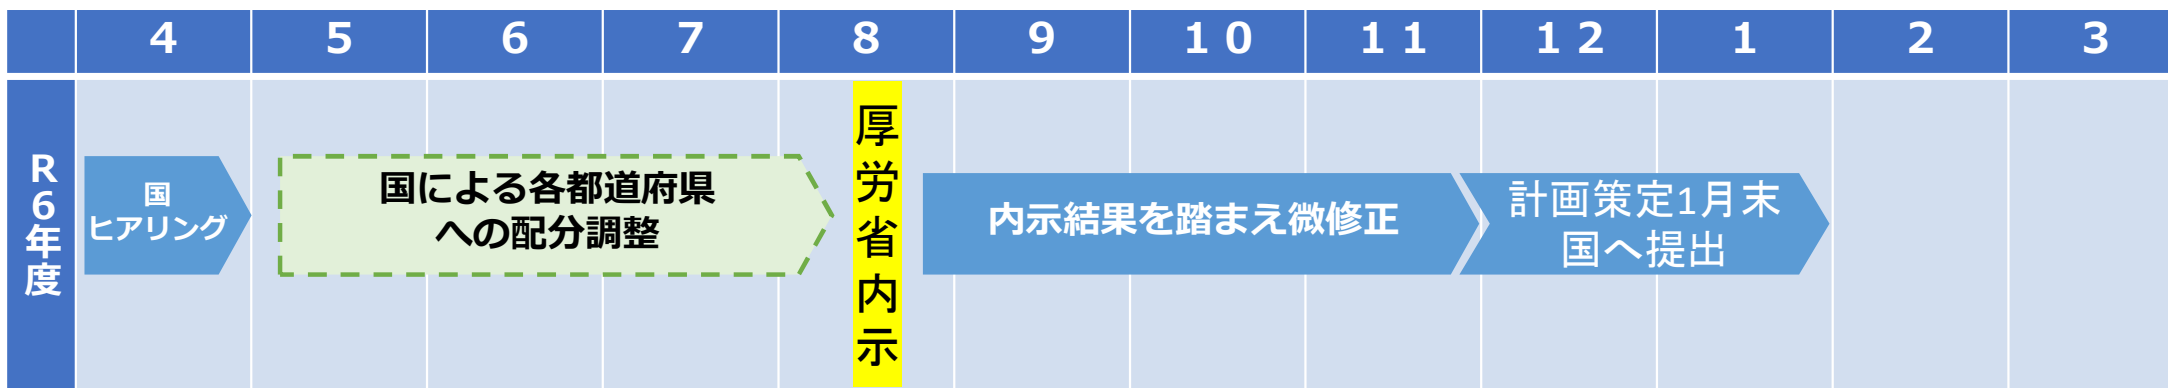 4 5 6 7 8 9 10 11 12 1 2 3
R6年度
国
ヒアリング
国による各都道府県
への配分調整
厚労省内示
内示結果を踏まえ微修正
計画策定1月末
国へ提出